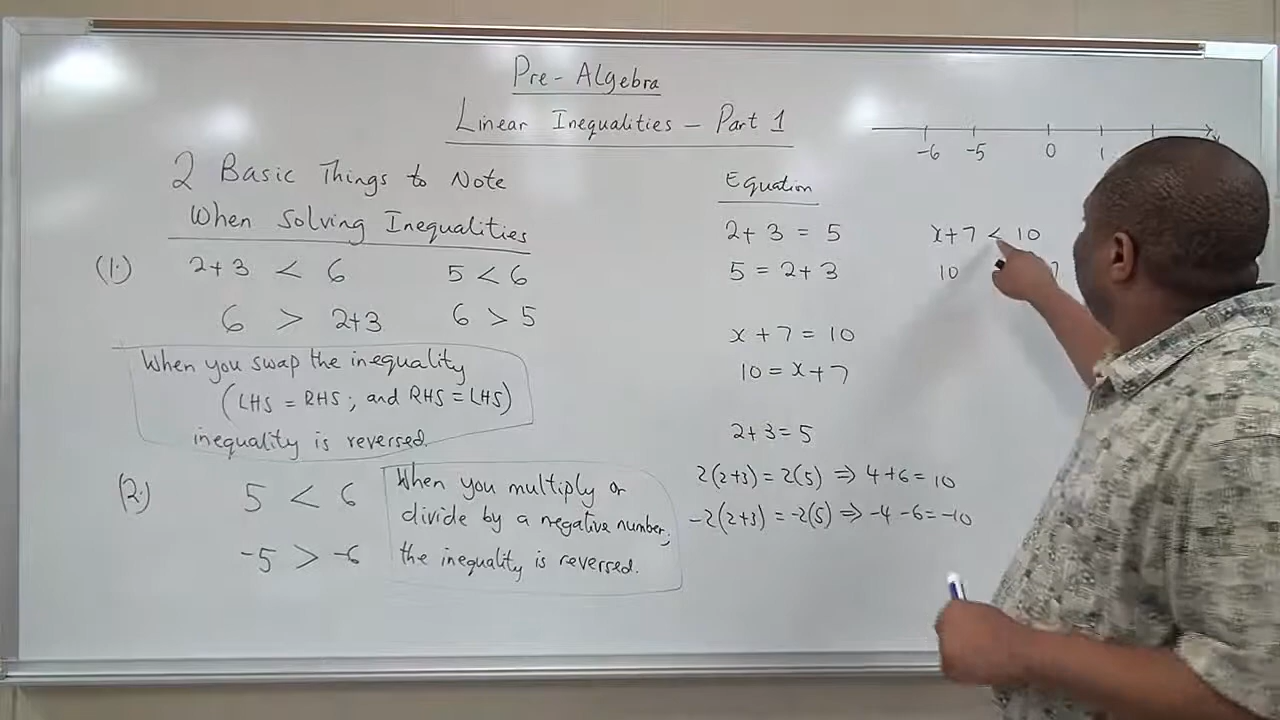 Pre-Algebra
Linear Inequalities - Part 1
-6 -5 0 1
2 Basic Things to Note
When Solving Inequalities
(1.) 2+3 < 6 5 < 6
6 > 2+3 6 > 5
When you swap the inequality
(LHS = RHS; and RHS = LHS)
inequality is reversed.
(2.) 5 < 6
-5 > -6
When you multiply or
divide by a negative number;
the inequality is reversed.
Equation
2+3 = 5
5 = 2+3
x+7 = 10
10 = x+7
2+3=5
2(2+3) = 2(5) ⇒ 4+6=10
-2(2+3) = -2(5) ⇒ -4-6=-10
x+7 < 10
10 7